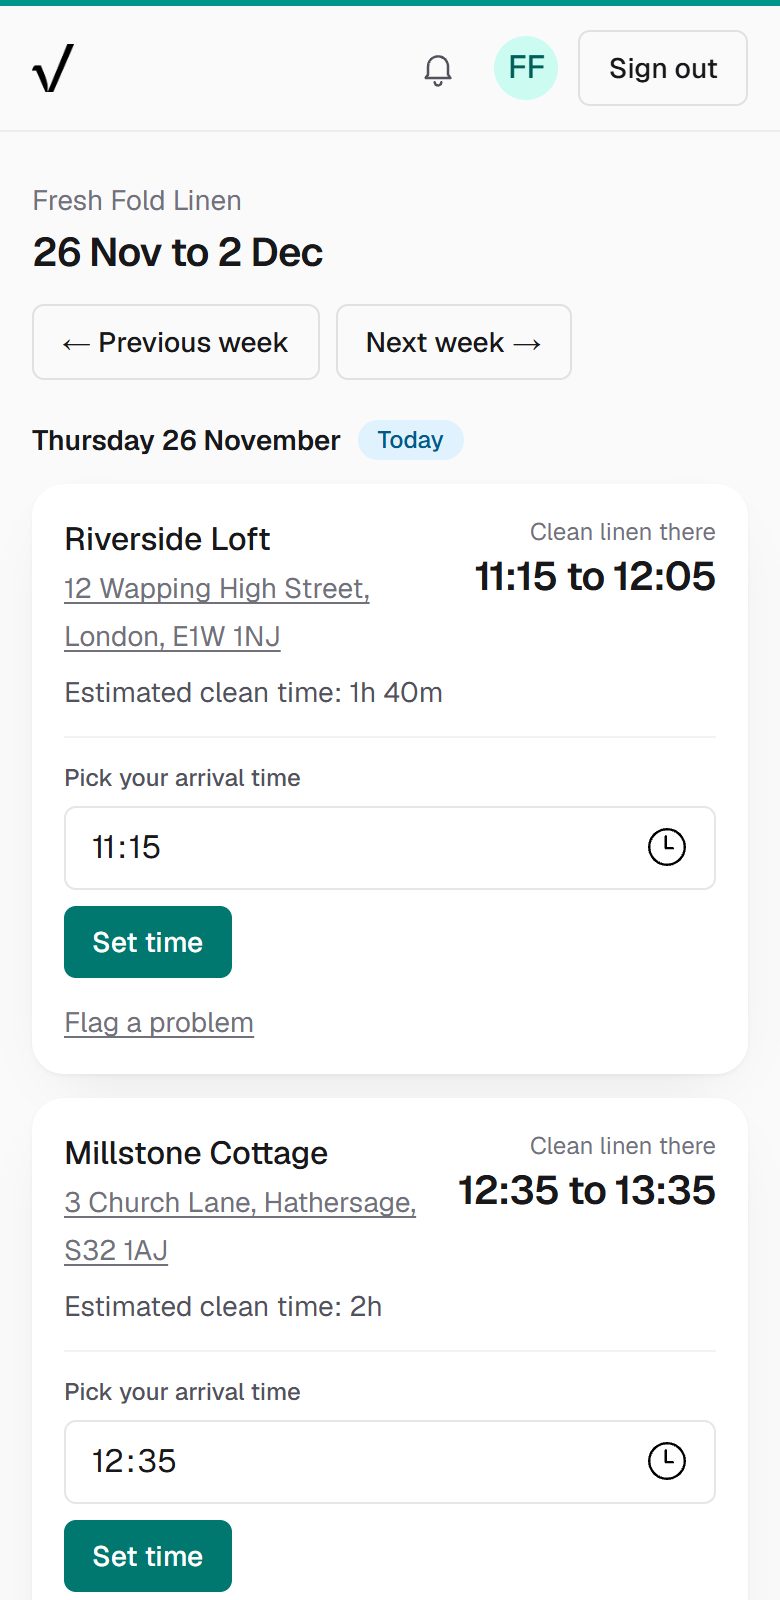 √
FF
Sign out
Fresh Fold Linen
26 Nov to 2 Dec
← Previous week
Next week →
Thursday 26 November
Today
Riverside Loft
Clean linen there
11:15 to 12:05
12 Wapping High Street,
London, E1W 1NJ
Estimated clean time: 1h 40m
Pick your arrival time
11:15
Set time
Flag a problem
Millstone Cottage
Clean linen there
12:35 to 13:35
3 Church Lane, Hathersage,
S32 1AJ
Estimated clean time: 2h
Pick your arrival time
12:35
Set time